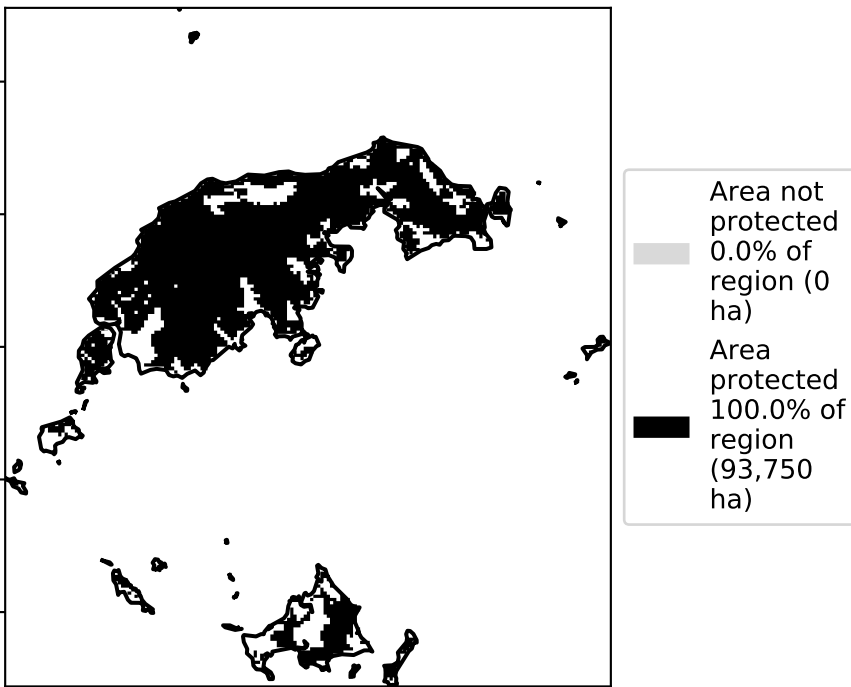 Area not
protected
0.0% of
region (0
ha)
Area
protected
100.0% of
region
(93,750
ha)